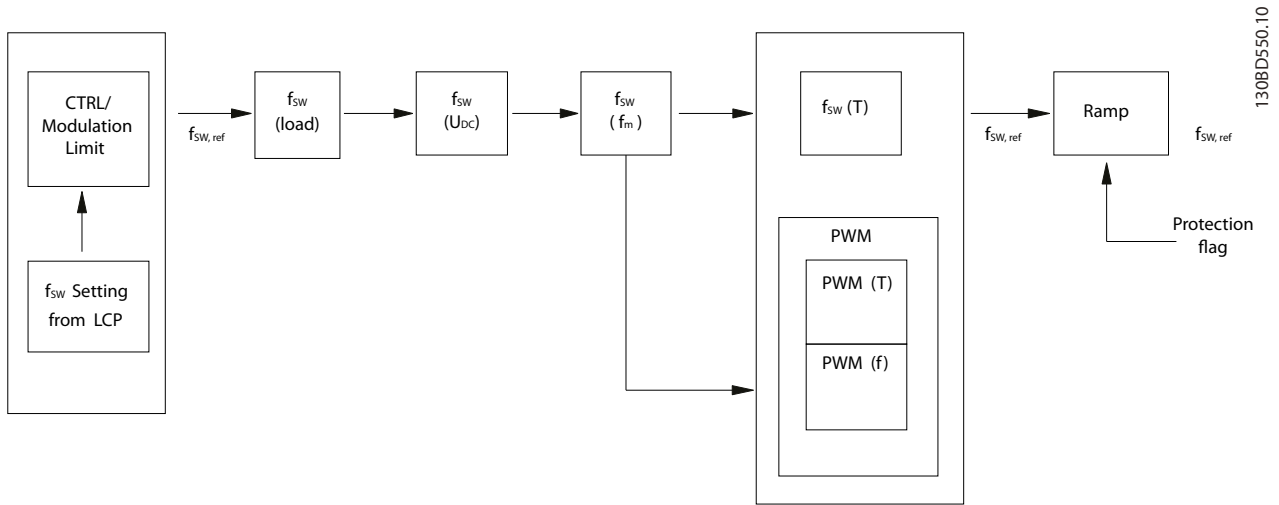 130BD550.10
CTRL/
Modulation
Limit
fSW Setting
from LCP
fSW, ref
fSW
(load)
fSW
(UDC)
fSW
( fm )
fSW (T)
PWM
PWM (T)
PWM (f)
fSW, ref
Ramp
fSW, ref
Protection
flag